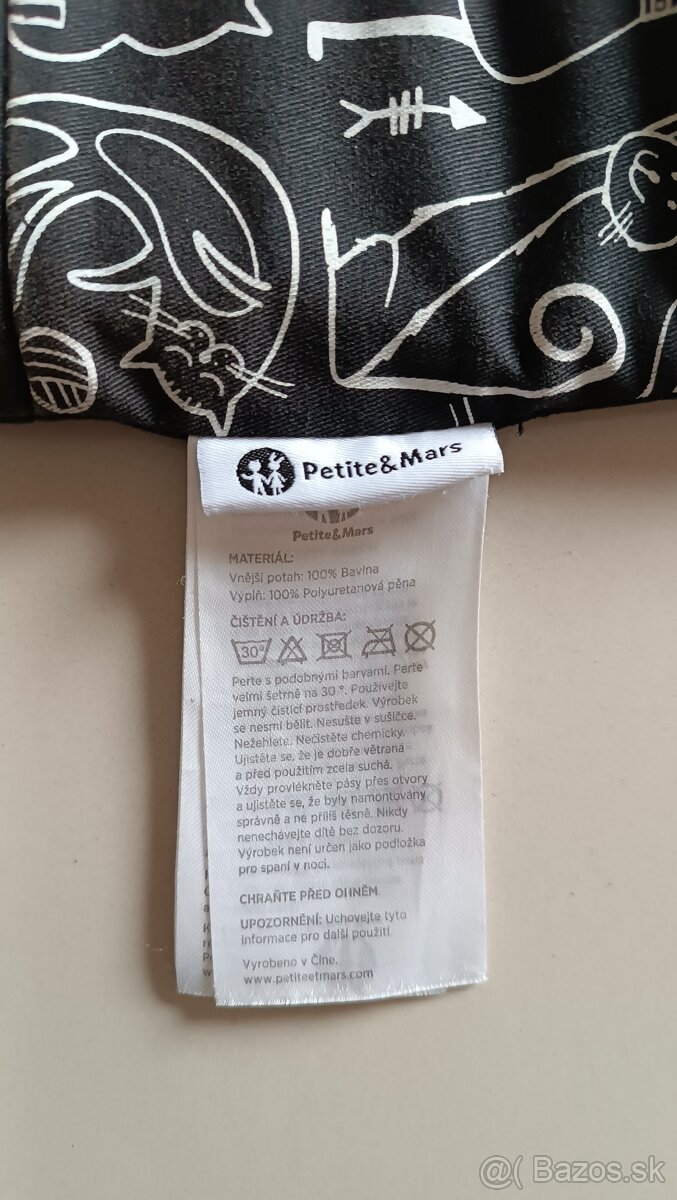 Petite&Mars
Petite&Mars
MATERIÁL:
Vnější potah: 100% Bavlna
Výplň: 100% Polyuretanová pěna
ČIŠTĚNÍ A ÚDRŽBA:
30°
Perte s podobnými barvami. Perte
velmi šetrně na 30 °. Používejte
jemný čisticí prostředek. Výrobek
se nesmí bělit. Nesušte v sušičce.
Nežehlete. Nečistěte chemicky.
Ujistěte se, že je dobře větraná
a před použitím zcela suchá.
Vždy provlékněte pásy přes otvory
a ujistěte se, že byly namontovány
správně a ne příliš těsně. Nikdy
nenechávejte dítě bez dozoru.
Výrobek není určen jako podložka
pro spaní v noci.
CHRAŇTE PŘED OHNĚM
UPOZORNĚNÍ: Uchovejte tyto
informace pro další použití.
Vyrobeno v Číne.
www.petiteetmars.com
@( Bazos.sk